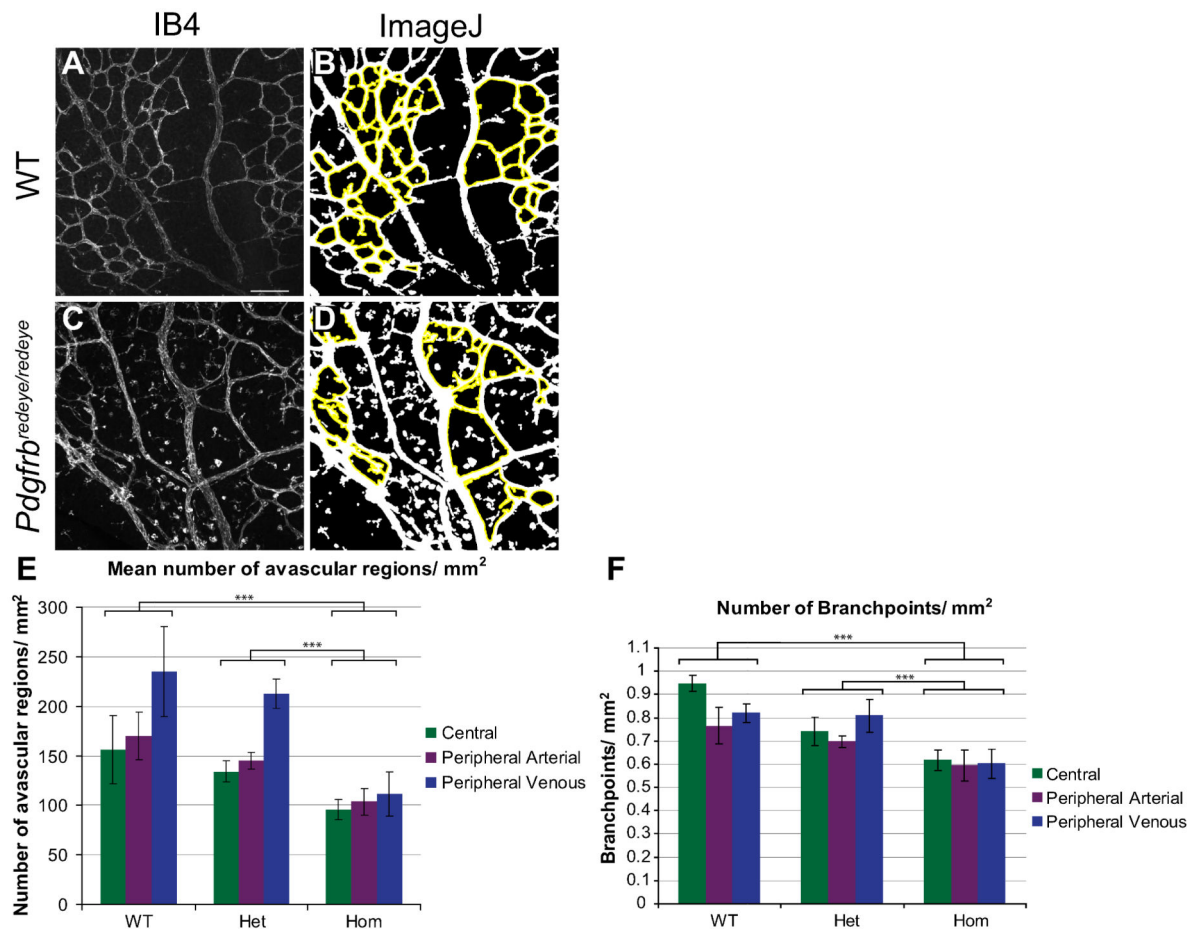 IB4
ImageJ
A
B
WT
C
D
Pdgfrb redeye/redeye
E
Mean number of avascular regions/ mm2
Number of avascular regions/ mm2
300
250
200
150
100
50
0
***
***
WT
Het
Hom
Central
Peripheral Arterial
Peripheral Venous
F
Number of Branchpoints/ mm2
Branchpoints/ mm2
1.1
1
0.9
0.8
0.7
0.6
0.5
0.4
0.3
0.2
0.1
0
***
***
WT
Het
Hom
Central
Peripheral Arterial
Peripheral Venous